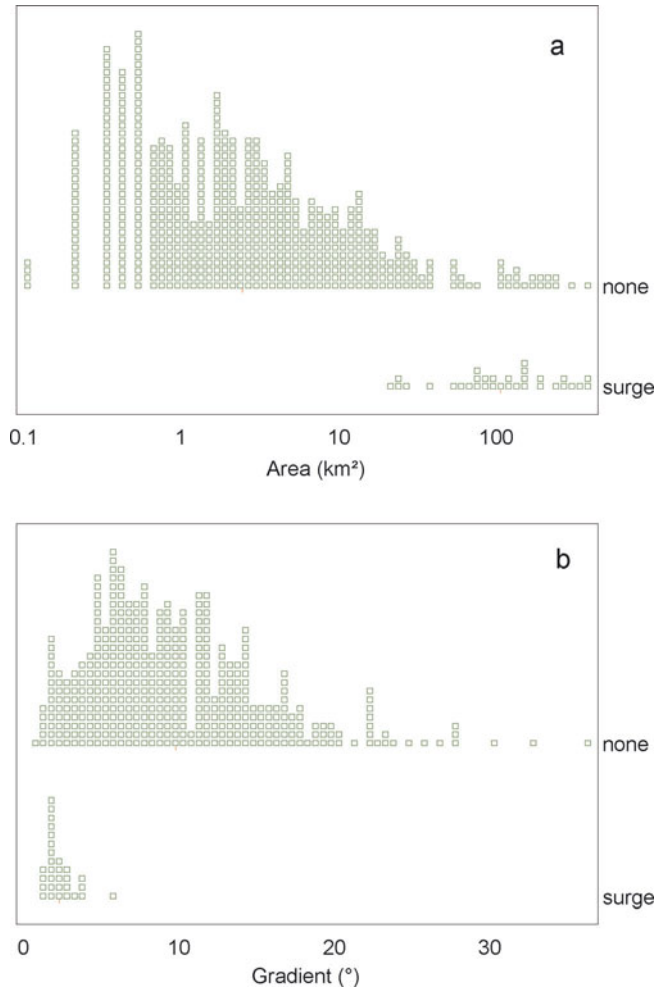 a
none
surge
0.1 1 10 100
Area (km²)
b
none
surge
0 10 20 30
Gradient (°)